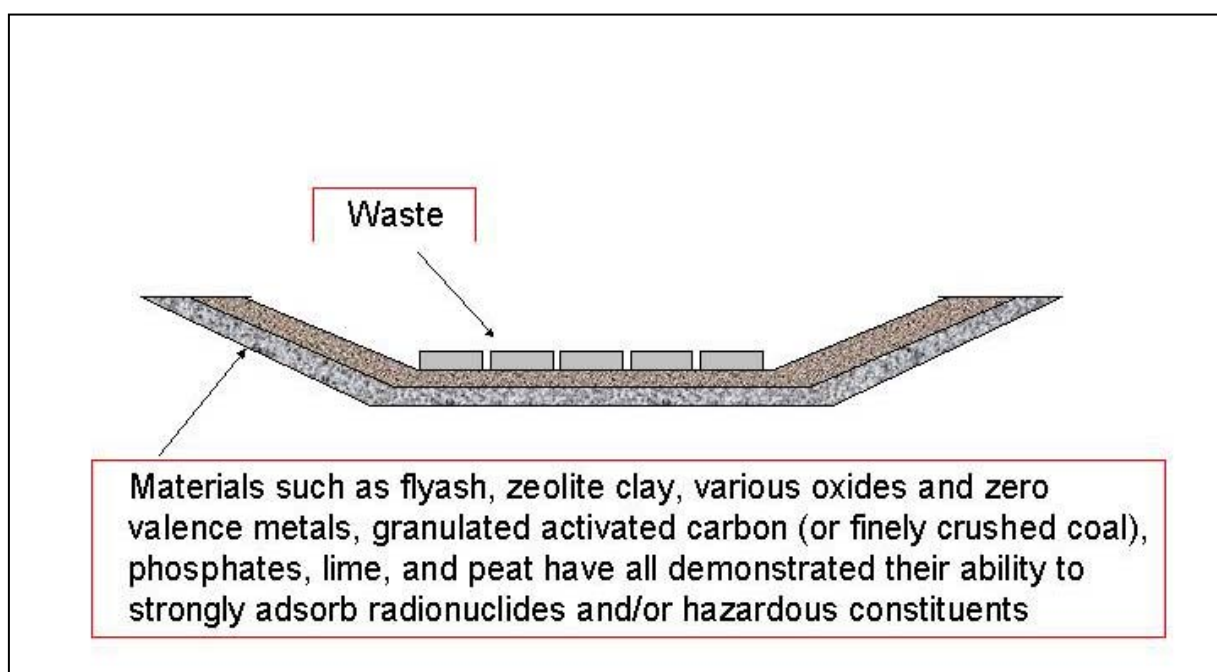 Waste
Materials such as flyash, zeolite clay, various oxides and zero
valence metals, granulated activated carbon (or finely crushed coal),
phosphates, lime, and peat have all demonstrated their ability to
strongly adsorb radionuclides and/or hazardous constituents